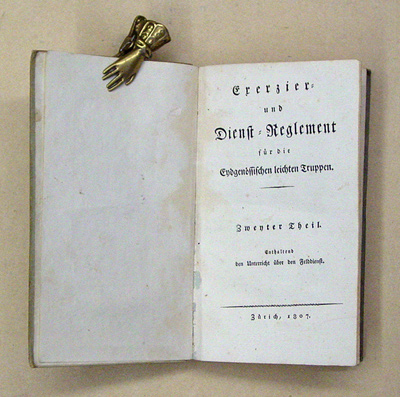 Exerzier-
und
Dienst-Reglement
für die
Eydgenössischen leichten Truppen.
Zweyter Theil.
Enthaltend
den Unterricht über den Felddienst.
Zürich, 1807.